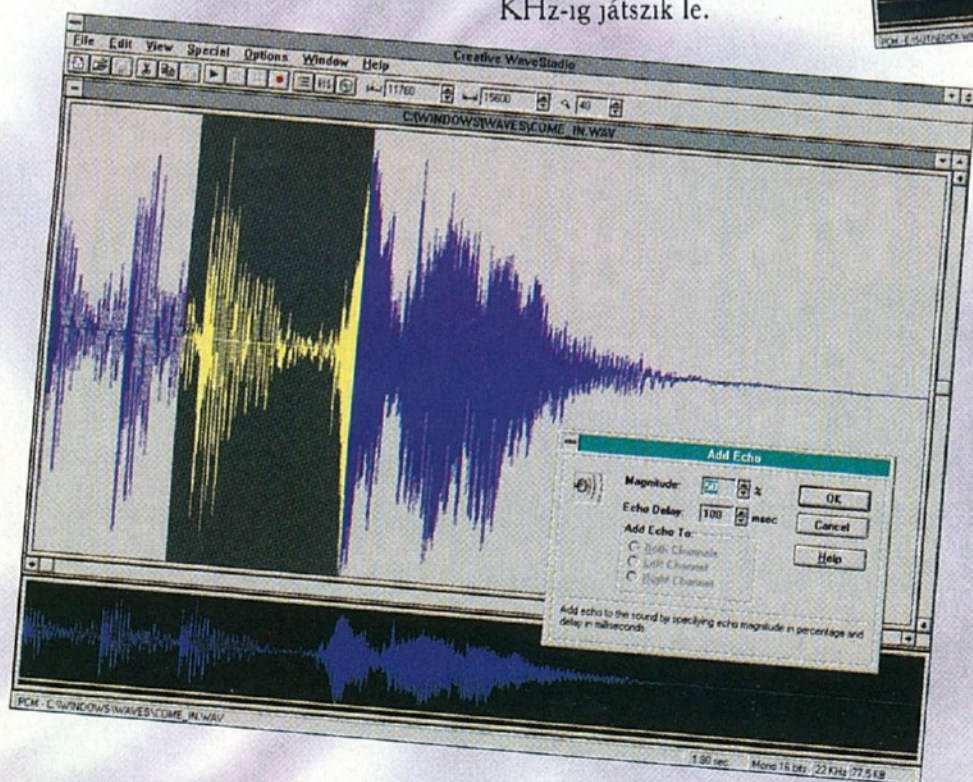 KHz-ig játszik le.
Creative WaveStudio
File Edit View Special Options Window Help
11760 15600 40
C:\WINDOWS\WAVES\COME_IN.WAV
Add Echo
Magnitude: 50 %
Echo Delay: 100 msec
Add Echo To:
Both Channels
Left Channel
Right Channel
OK
Cancel
Help
Add echo to the sound by specifying echo magnitude in percentage and
delay in milliseconds.
PCM - C:\WINDOWS\WAVES\COME_IN.WAV
1.80 sec Mono 16 bits 22 KHz 77.5 KB